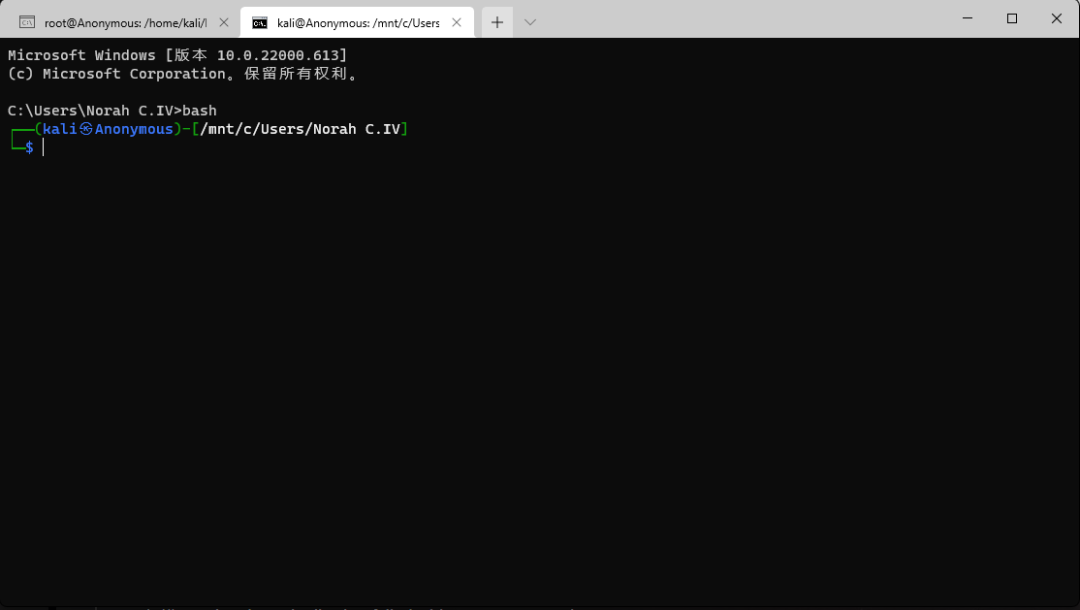 root@Anonymous: /home/kali/
kali@Anonymous: /mnt/c/Users
Microsoft Windows [版本 10.0.22000.613]
(c) Microsoft Corporation。保留所有权利。
C:\Users\Norah C.IV>bash
┌──(kali㉿Anonymous)-[/mnt/c/Users/Norah C.IV]
└─$